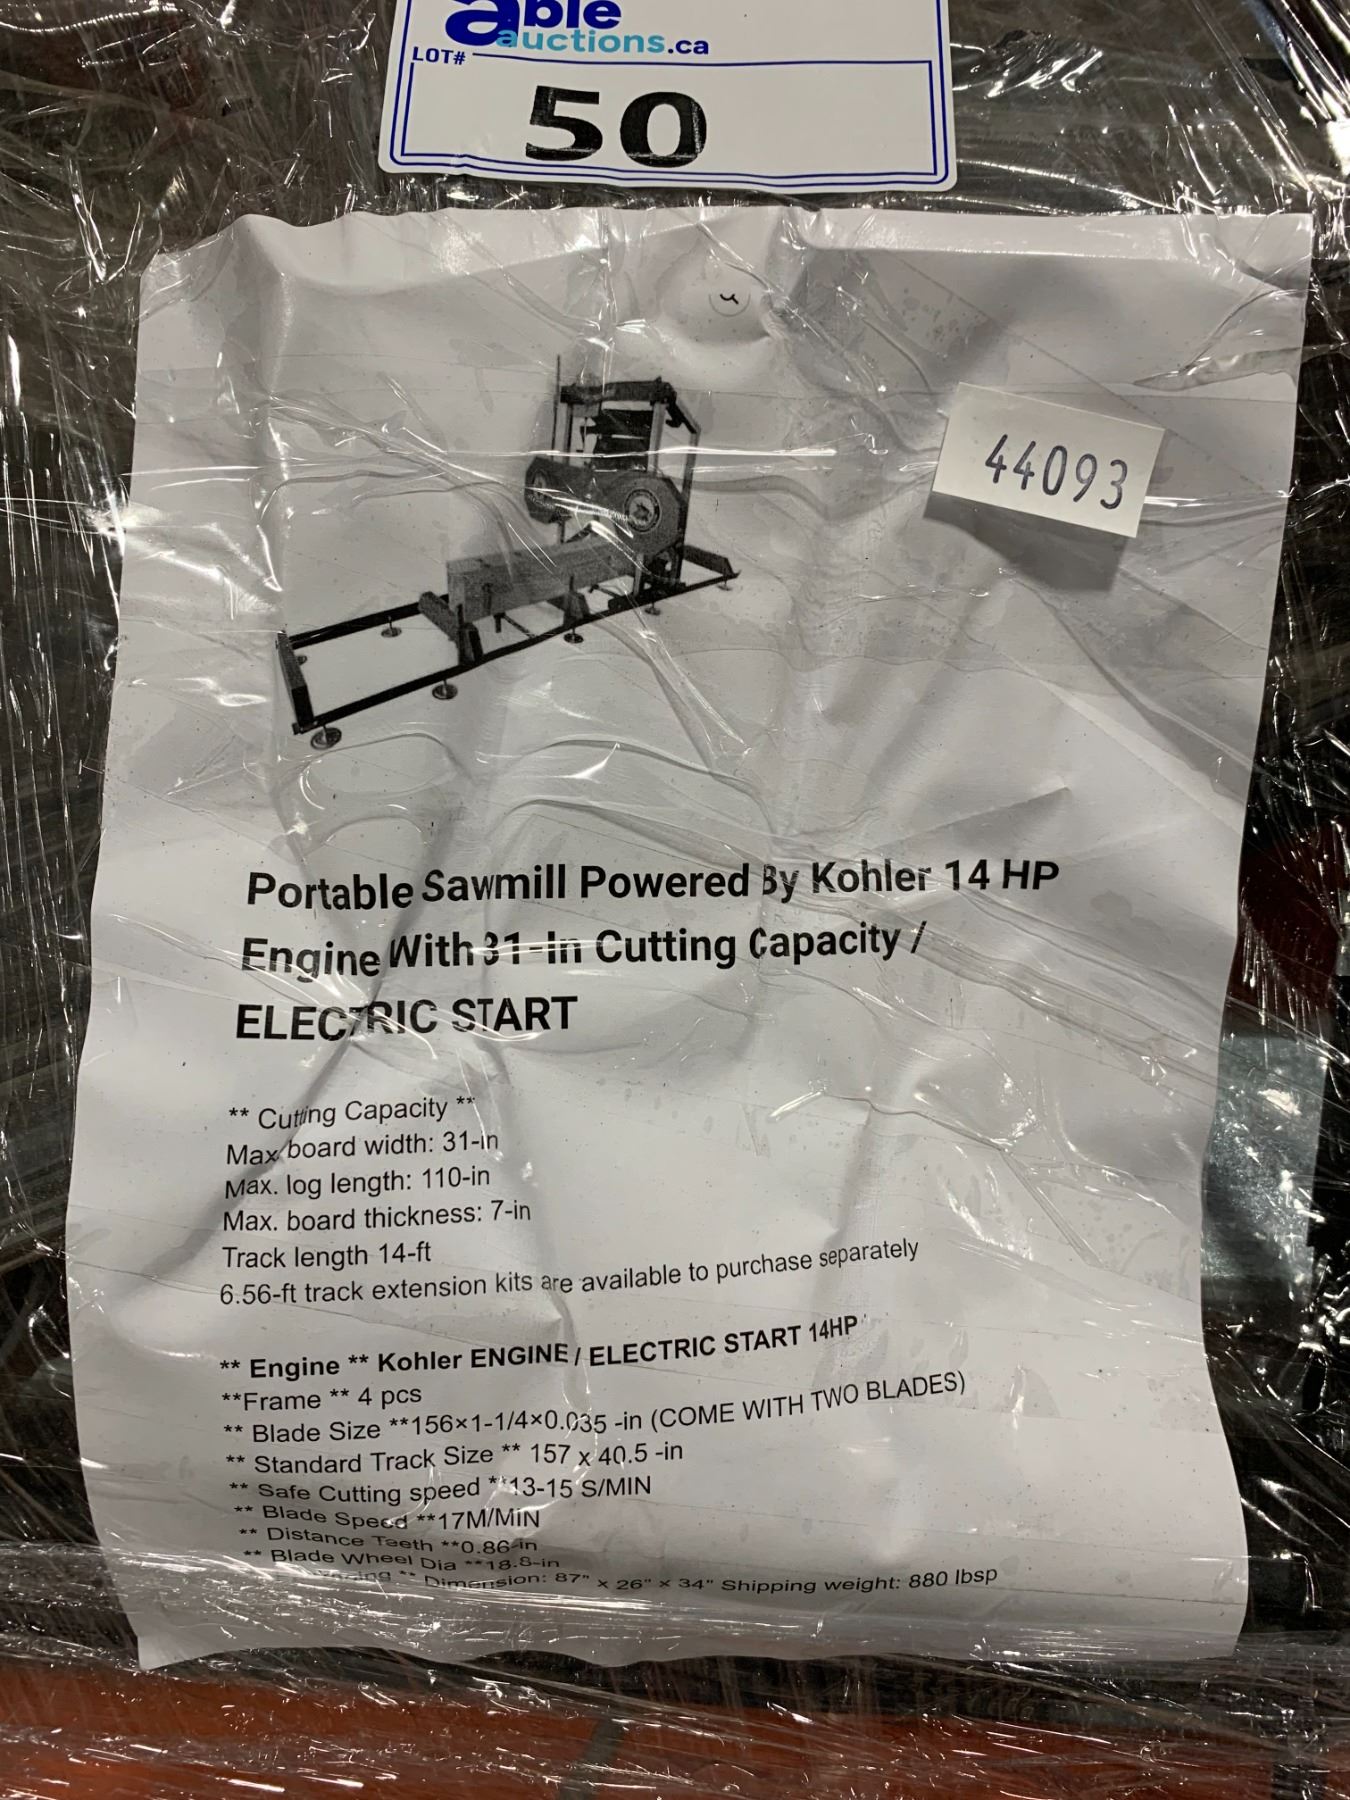 able
auctions.ca
LOT#
50
44093
Portable Sawmill Powered By Kohler 14 HP
Engine With 31-In Cutting Capacity /
ELECTRIC START
** Cutting Capacity **
Max board width: 31-in
Max. log length: 110-in
Max. board thickness: 7-in
Track length 14-ft
6.56-ft track extension kits are available to purchase separately
** Engine ** Kohler ENGINE / ELECTRIC START 14HP
**Frame ** 4 pcs
** Blade Size **156×1-1/4×0.035 -in (COME WITH TWO BLADES)
** Standard Track Size ** 157 x 40.5 -in
** Safe Cutting speed **13-15 S/MIN
** Blade Speed **17M/MiN
** Distance Teeth **0.86-in
** Blade Wheel Dia **18.8-in
** Dimension: 87" x 26" x 34" Shipping weight: 880 lbsp